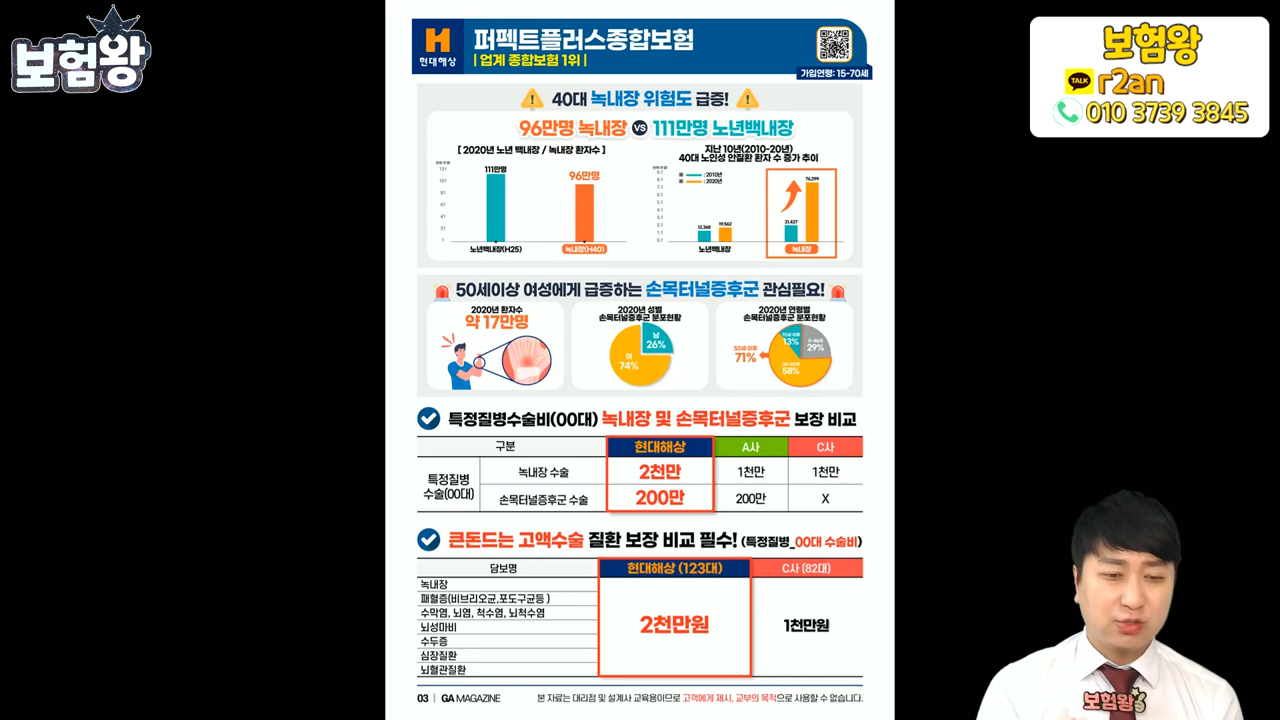 보험왕
보험왕
TALK r2an
010 3739 3845
H
현대해상
퍼펙트플러스종합보험
| 업계 종합보험 1위 |
가입연령: 15-70세
40대 녹내장 위험도 급증!
96만명 녹내장 VS 111만명 노년백내장
[ 2020년 노년 백내장 / 녹내장 환자수 ]
111만명
96만명
노년백내장(H25)
녹내장(H40)
지난 10년(2010-20년)
40대 노인성 안질환 환자 수 증가 추이
: 2010년
: 2020년
12,368
19,562
21,427
76,299
노년백내장
녹내장
50세이상 여성에게 급증하는 손목터널증후군 관심필요!
2020년 환자수
약 17만명
2020년 성별
손목터널증후군 분포현황
남
26%
여
74%
2020년 연령별
손목터널증후군 분포현황
13%
29%
58%
50세 이후
71%
특정질병수술비(00대) 녹내장 및 손목터널증후군 보장 비교
구분 현대해상 A사 C사
특정질병
수술(00대)
녹내장 수술 2천만 1천만 1천만
손목터널증후군 수술 200만 200만 X
큰돈드는 고액수술 질환 보장 비교 필수! (특정질병_00대 수술비)
담보명 현대해상 (123대) C사 (82대)
녹내장
패혈증(비브리오균,포도구균등 )
수막염, 뇌염, 척수염, 뇌척수염
뇌성마비
수두증
심장질환
뇌혈관질환
2천만원
1천만원
03 | GA MAGAZINE
본 자료는 대리점 및 설계사 교육용이므로 고객에게 제시, 교부의 목적으로 사용할 수 없습니다.
보험왕